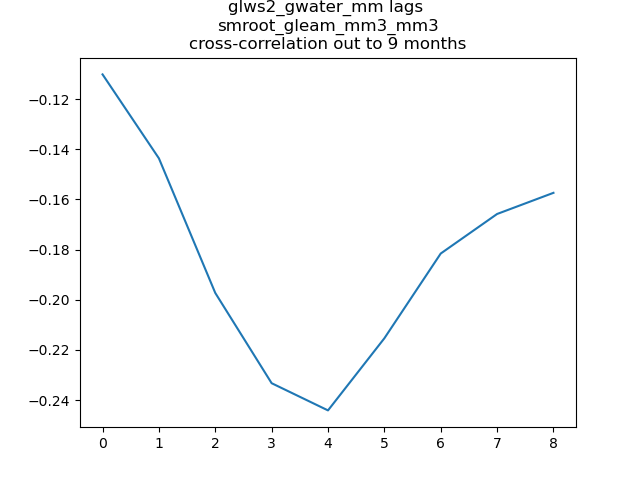 glws2_gwater_mm lags
smroot_gleam_mm3_mm3
cross-correlation out to 9 months
−0.12
−0.14
−0.16
−0.18
−0.20
−0.22
−0.24
0 1 2 3 4 5 6 7 8